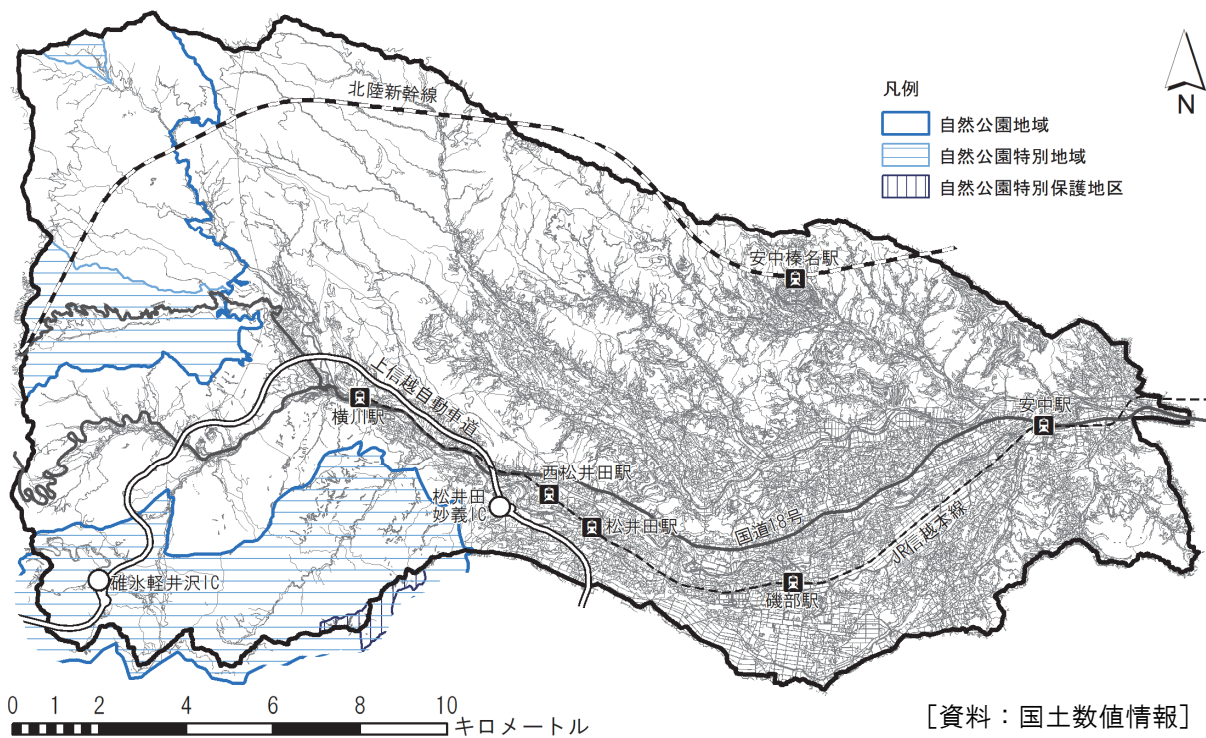 北陸新幹線
凡例
自然公園地域
自然公園特別地域
自然公園特別保護地区
N
安中榛名駅
上信越自動車道
横川駅
安中駅
西松井田駅
松井田
妙義IC
松井田駅
国道18号
JR信越本線
碓氷軽井沢IC
磯部駅
0 1 2 4 6 8 10
キロメートル
［資料：国土数値情報］